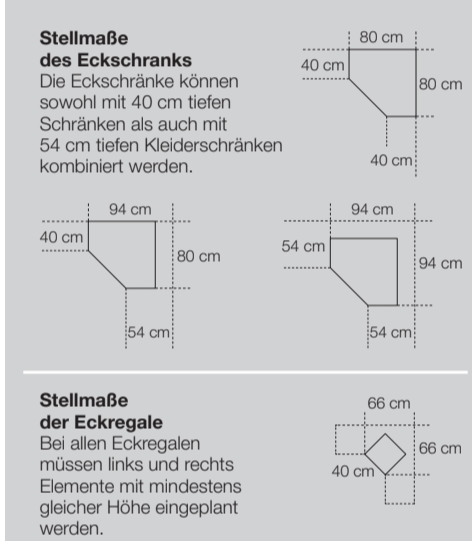 Stellmaße
des Eckschranks
Die Eckschränke können
sowohl mit 40 cm tiefen
Schränken als auch mit
54 cm tiefen Kleiderschränken
kombiniert werden.
80 cm
40 cm
80 cm
40 cm
94 cm
40 cm
80 cm
54 cm
94 cm
54 cm
94 cm
54 cm
Stellmaße
der Eckregale
Bei allen Eckregalen
müssen links und rechts
Elemente mit mindestens
gleicher Höhe eingeplant
werden.
66 cm
66 cm
40 cm